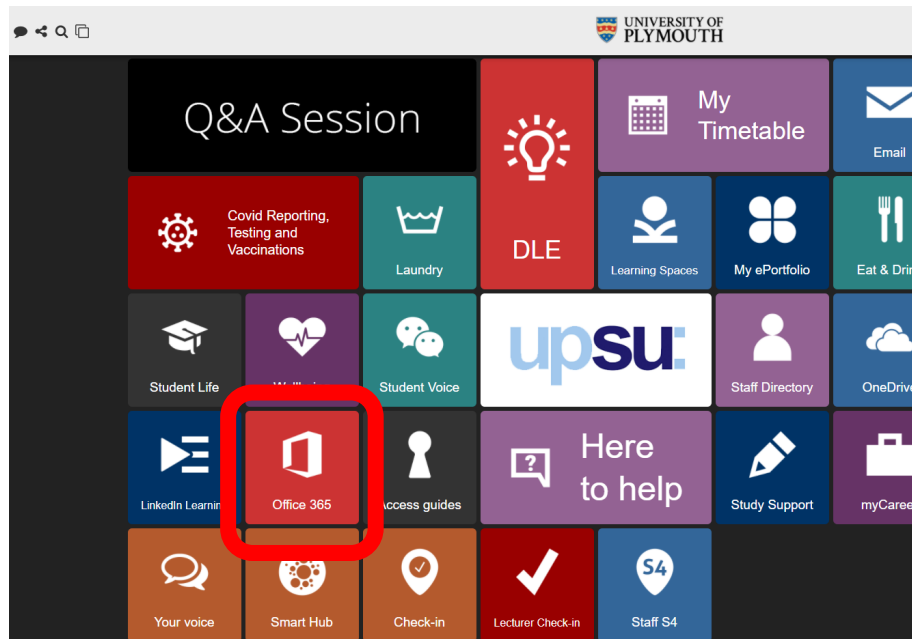 UNIVERSITY OF
PLYMOUTH
Q&A Session
DLE
My
Timetable
Email
Covid Reporting,
Testing and
Vaccinations
Laundry
Learning Spaces
My ePortfolio
Eat & Drin
Student Life
Student Voice
upsu:
Staff Directory
OneDrive
LinkedIn Learnin
Office 365
Access guides
?
Here
to help
Study Support
myCaree
Your voice
Smart Hub
Check-in
Lecturer Check-in
S4
Staff S4